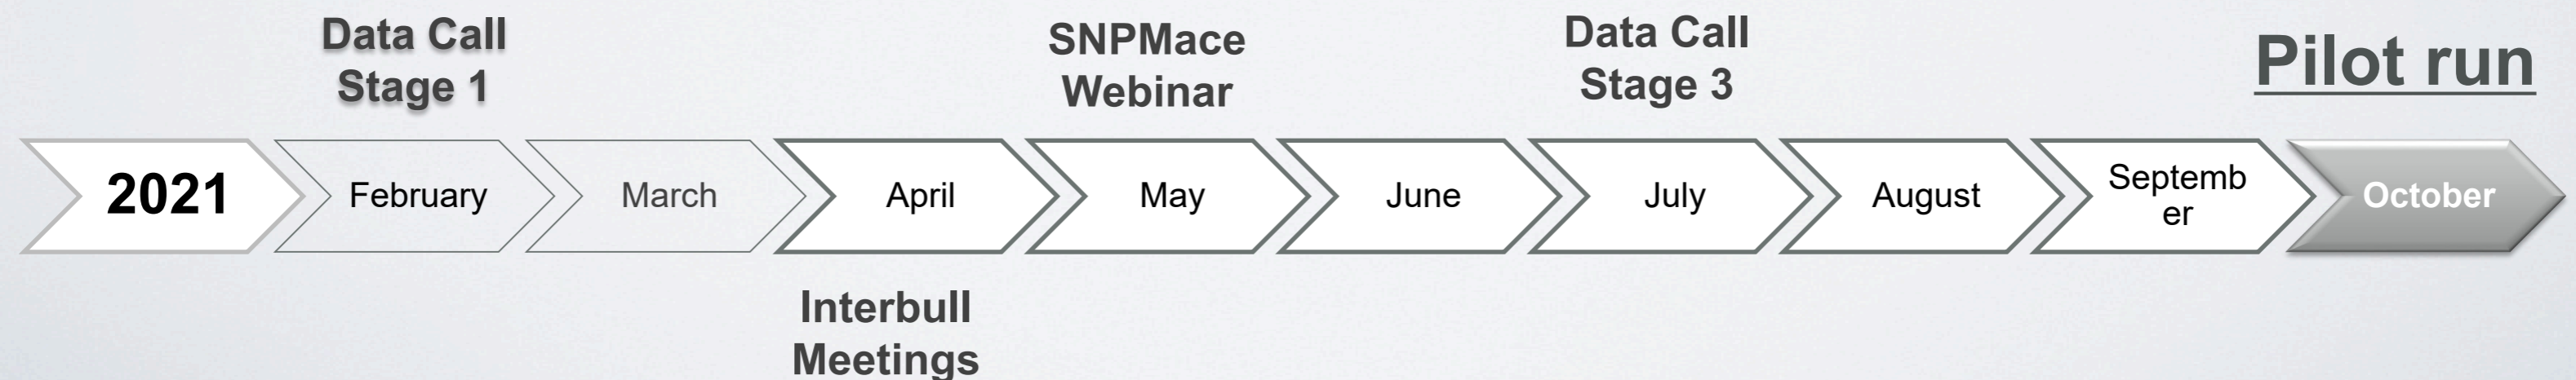 Data Call
Stage 1
SNPMace
Webinar
Data Call
Stage 3
Pilot run
2021
February
March
April
May
June
July
August
Septemb
er
October
Interbull
Meetings